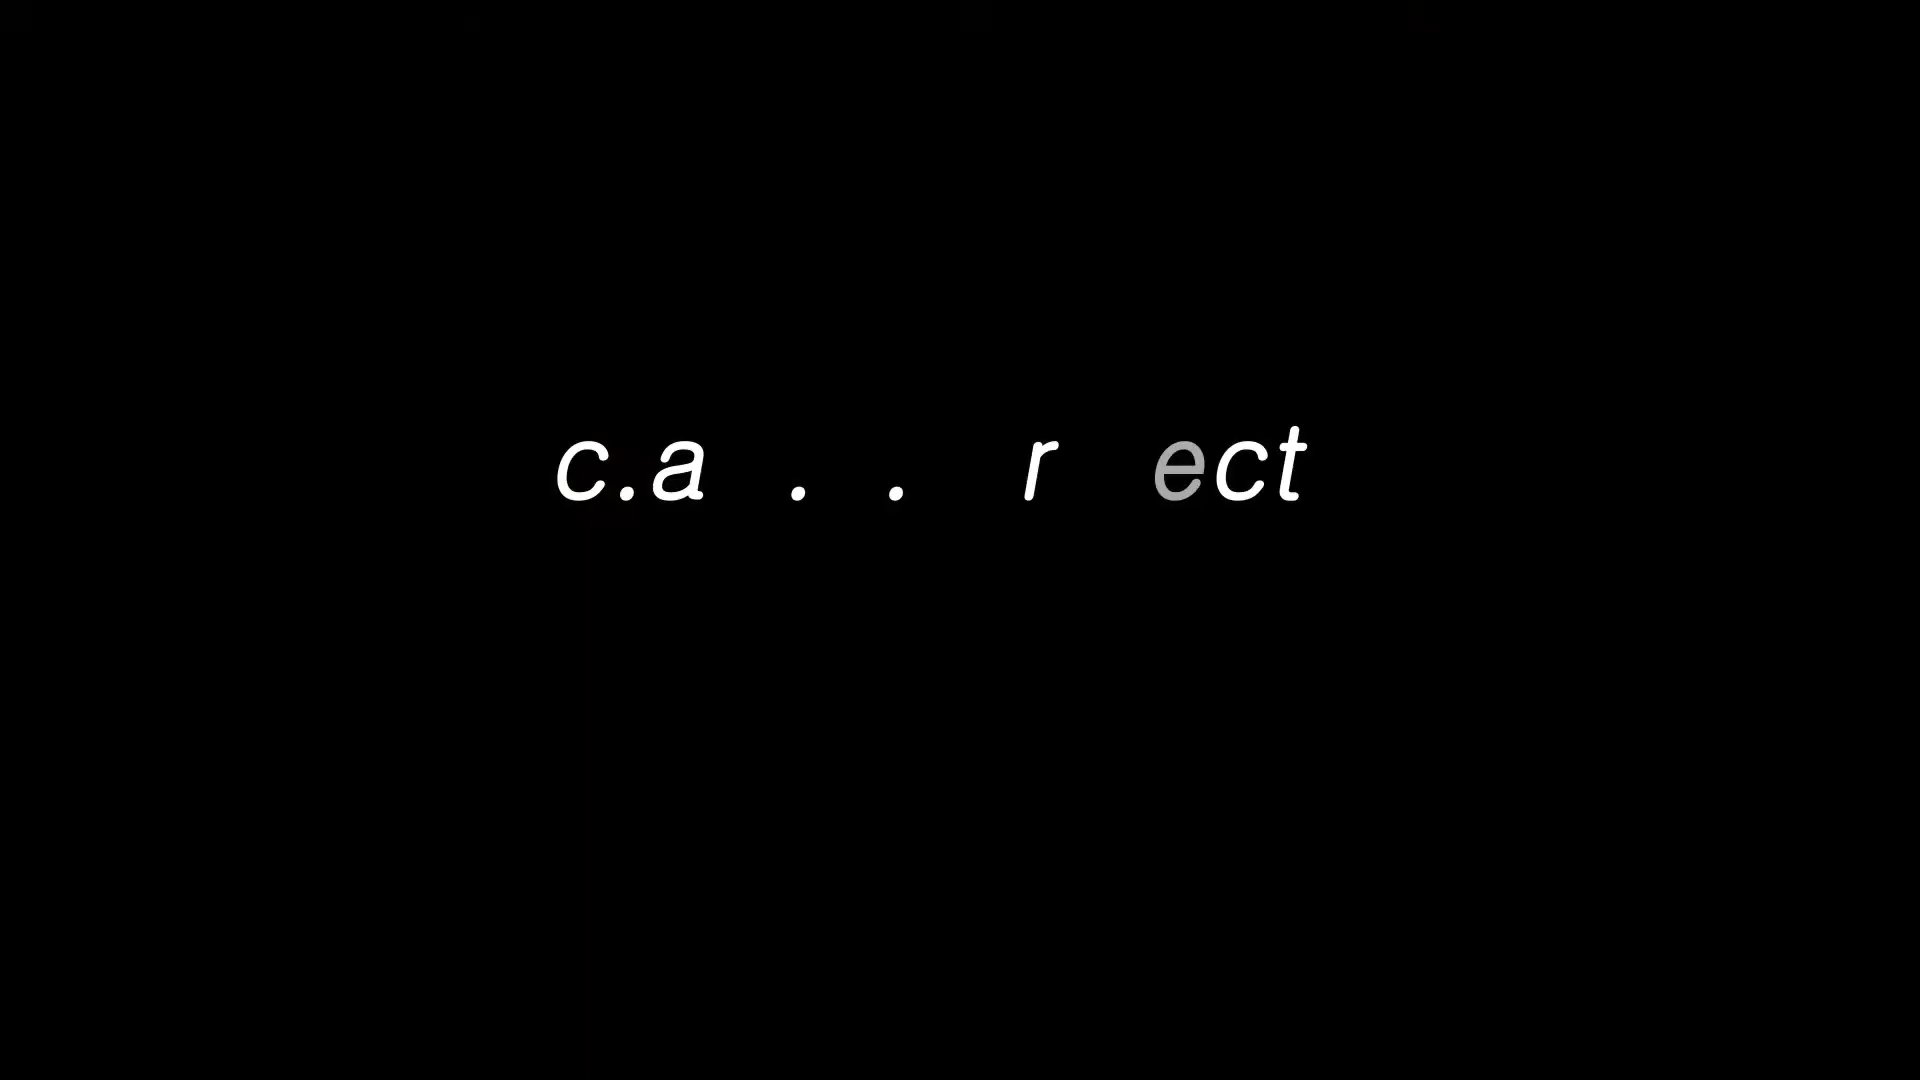 c.a . . r ect